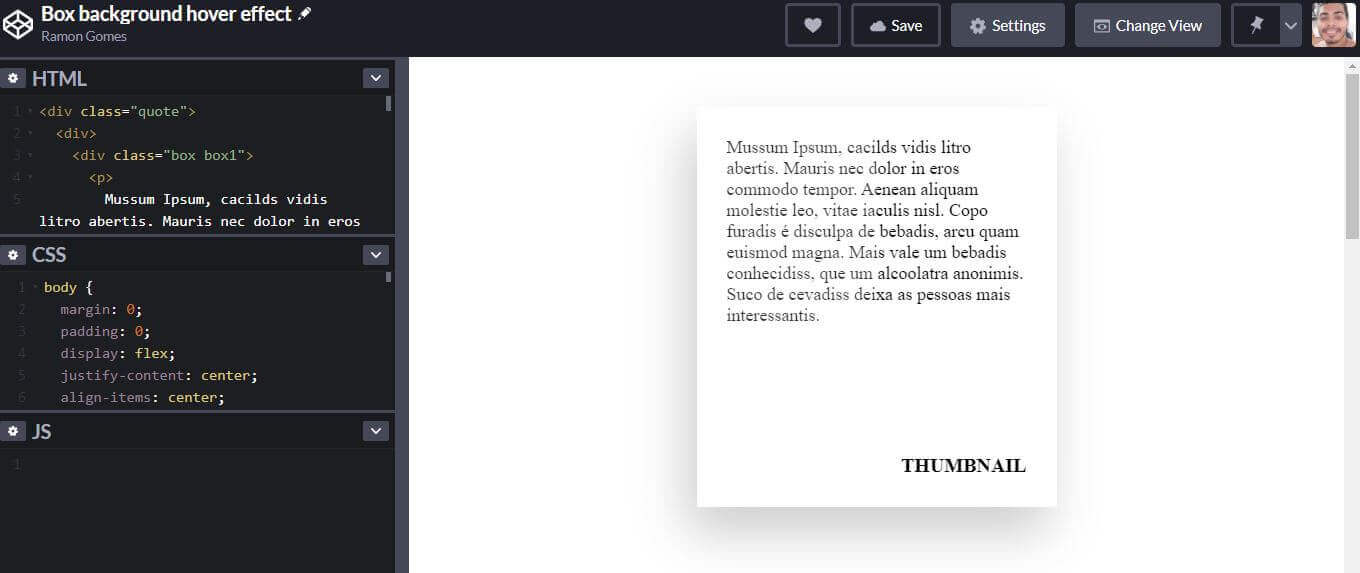 Box background hover effect
Ramon Gomes
Save
Settings
Change View
HTML
1 <div class="quote">
2 <div>
3 <div class="box box1">
4 <p>
5 Mussum Ipsum, cacilds vidis
litro abertis. Mauris nec dolor in eros
CSS
1 body {
2 margin: 0;
3 padding: 0;
4 display: flex;
5 justify-content: center;
6 align-items: center;
JS
1
Mussum Ipsum, cacilds vidis litro
abertis. Mauris nec dolor in eros
commodo tempor. Aenean aliquam
molestie leo, vitae iaculis nisl. Copo
furadis é disculpa de bebadis, arcu quam
euismod magna. Mais vale um bebadis
conhecidiss, que um alcoolatra anonimis.
Suco de cevadiss deixa as pessoas mais
interessantis.
THUMBNAIL